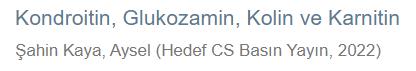 Kondroitin, Glukozamin, Kolin ve Karnitin
Şahin Kaya, Aysel (Hedef CS Basın Yayın, 2022)